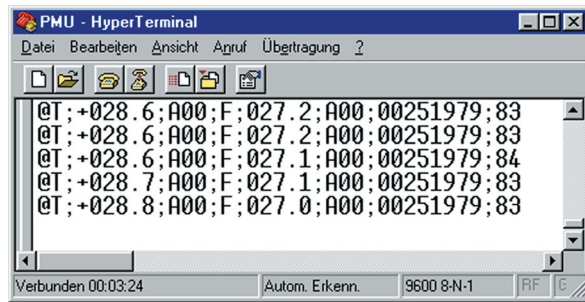 PMU - HyperTerminal
Datei Bearbeiten Ansicht Anruf Übertragung ?
@T;+028.6;A00;F;027.2;A00;00251979;83
@T;+028.6;A00;F;027.2;A00;00251979;83
@T;+028.6;A00;F;027.1;A00;00251979;84
@T;+028.7;A00;F;027.1;A00;00251979;83
@T;+028.8;A00;F;027.0;A00;00251979;83
Verbunden 00:03:24 Autom. Erkenn. 9600 8-N-1 RF